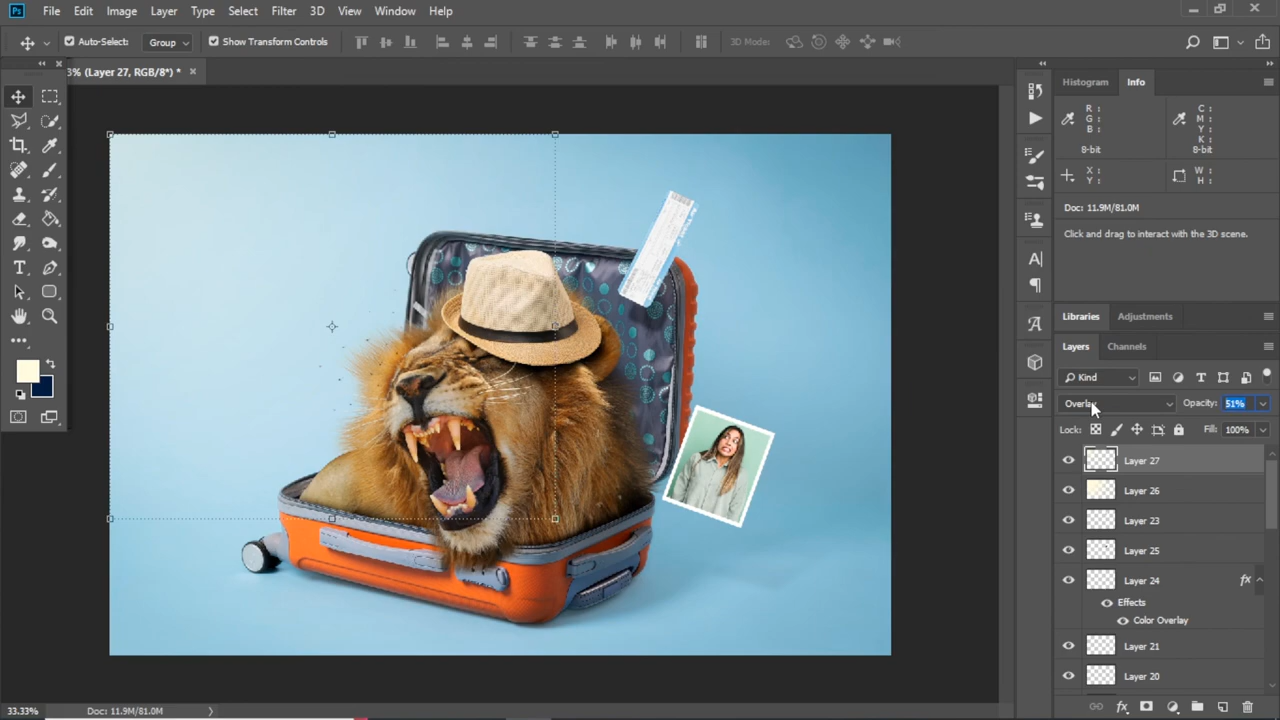 Ps File Edit Image Layer Type Select Filter 3D View Window Help
Auto-Select: Group Show Transform Controls 3D Mode:
3% (Layer 27, RGB/8*) * ×
Histogram Info
R : C :
G : M :
B : Y :
K :
8-bit 8-bit
X : W :
Y : H :
Doc: 11.9M/81.0M
Click and drag to interact with the 3D scene.
Libraries Adjustments
Layers Channels
Kind
Overlay Opacity: 51%
Lock: Fill: 100%
Layer 27
Layer 26
Layer 23
Layer 25
Layer 24 fx
Effects
Color Overlay
Layer 21
Layer 20
33.33% Doc: 11.9M/81.0M